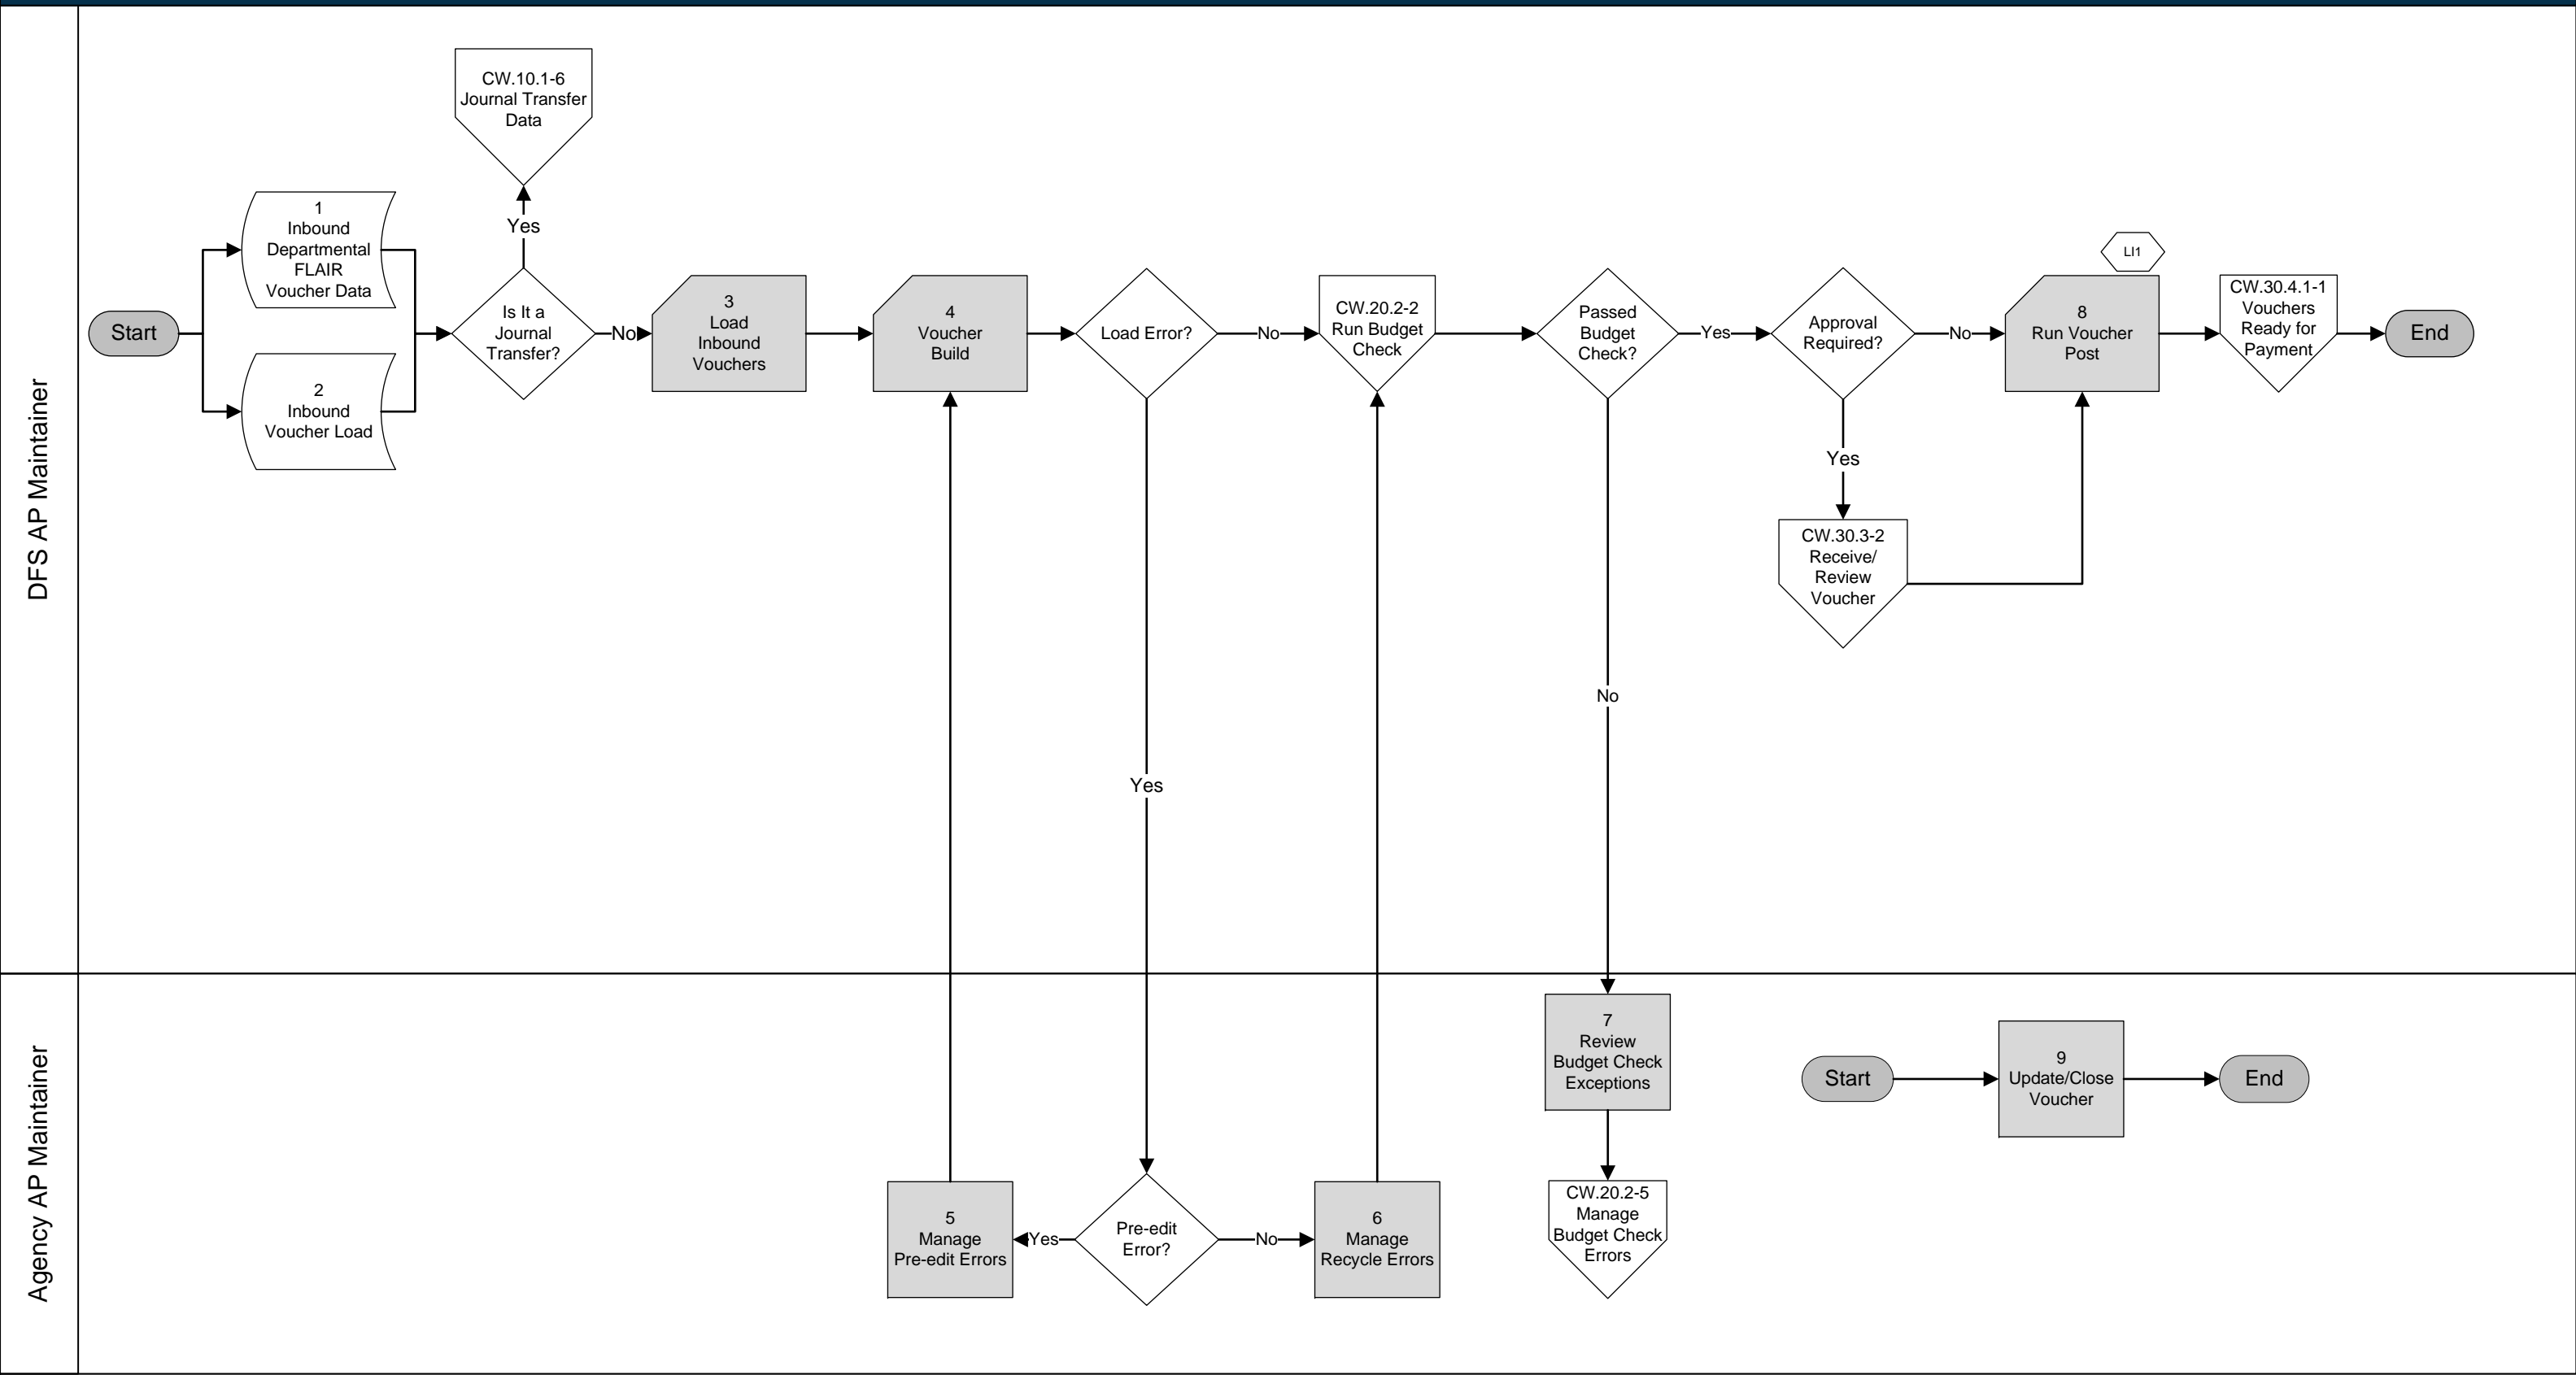 DFS AP Maintainer
Start
1
Inbound
Departmental
FLAIR
Voucher Data
2
Inbound
Voucher Load
CW.10.1-6
Journal Transfer
Data
Yes
Is It a
Journal
Transfer?
No
3
Load
Inbound
Vouchers
4
Voucher
Build
Load Error?
No
Yes
CW.20.2-2
Run Budget
Check
Passed
Budget
Check?
Yes
No
Approval
Required?
No
Yes
CW.30.3-2
Receive/
Review
Voucher
LI1
8
Run Voucher
Post
CW.30.4.1-1
Vouchers
Ready for
Payment
End
Agency AP Maintainer
5
Manage
Pre-edit Errors
Yes
Pre-edit
Error?
No
6
Manage
Recycle Errors
7
Review
Budget Check
Exceptions
CW.20.2-5
Manage
Budget Check
Errors
Start
9
Update/Close
Voucher
End